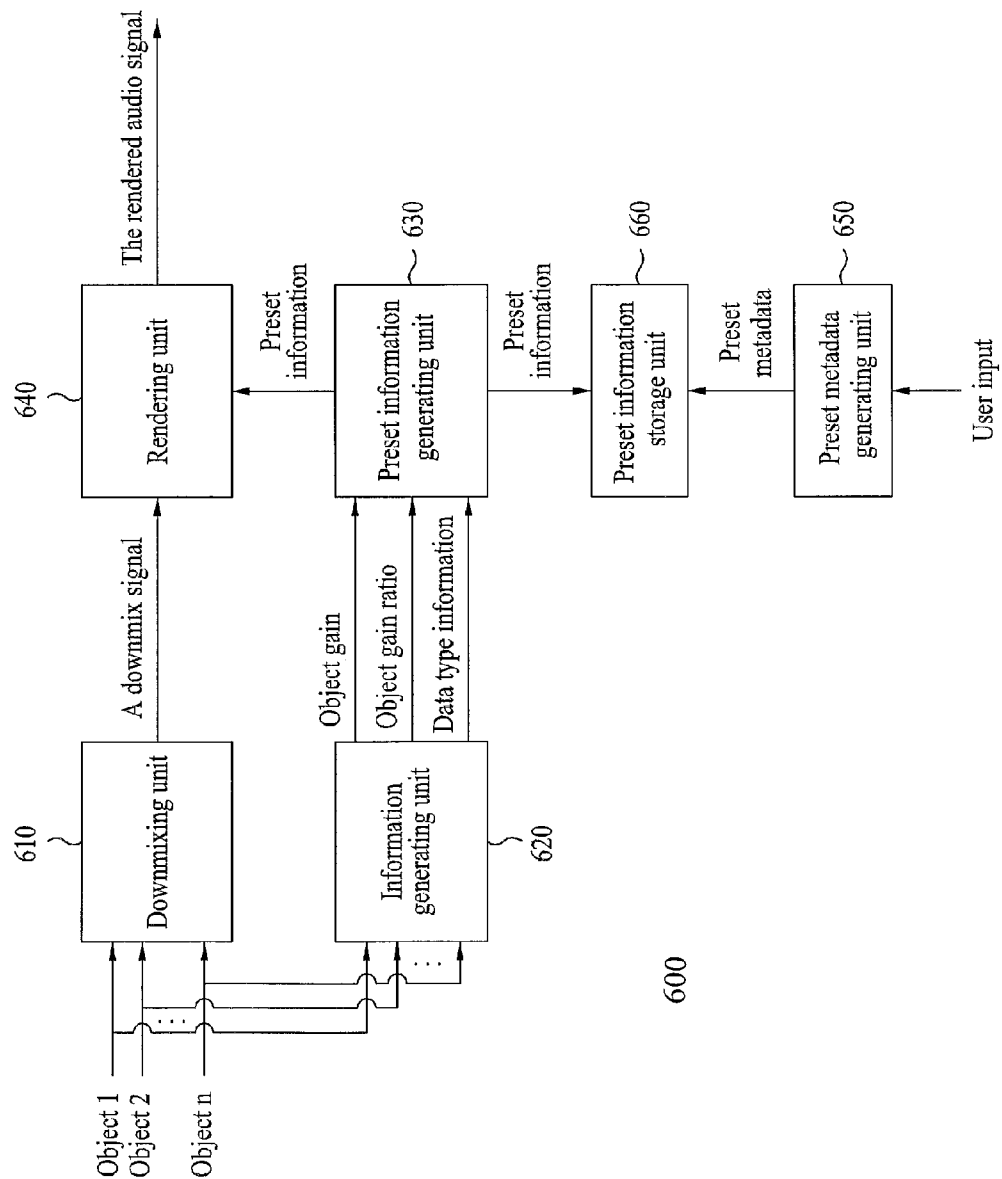 Object 1
Object 2
Object n
...
...
610
Downmixing unit
A downmix signal
640
Rendering unit
The rendered audio signal
Preset
information
Information
generating unit
620
Object gain
Object gain ratio
Data type information
Preset information
generating unit
630
Preset
information
Preset information
storage unit
660
Preset
metadata
Preset metadata
generating unit
650
User input
600